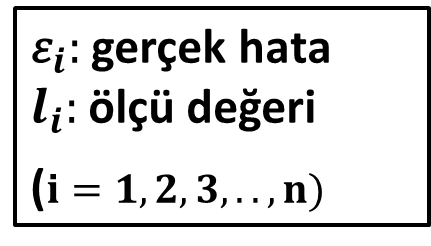 εᵢ: gerçek hata
lᵢ: ölçü değeri
(i = 1, 2, 3, . . , n)